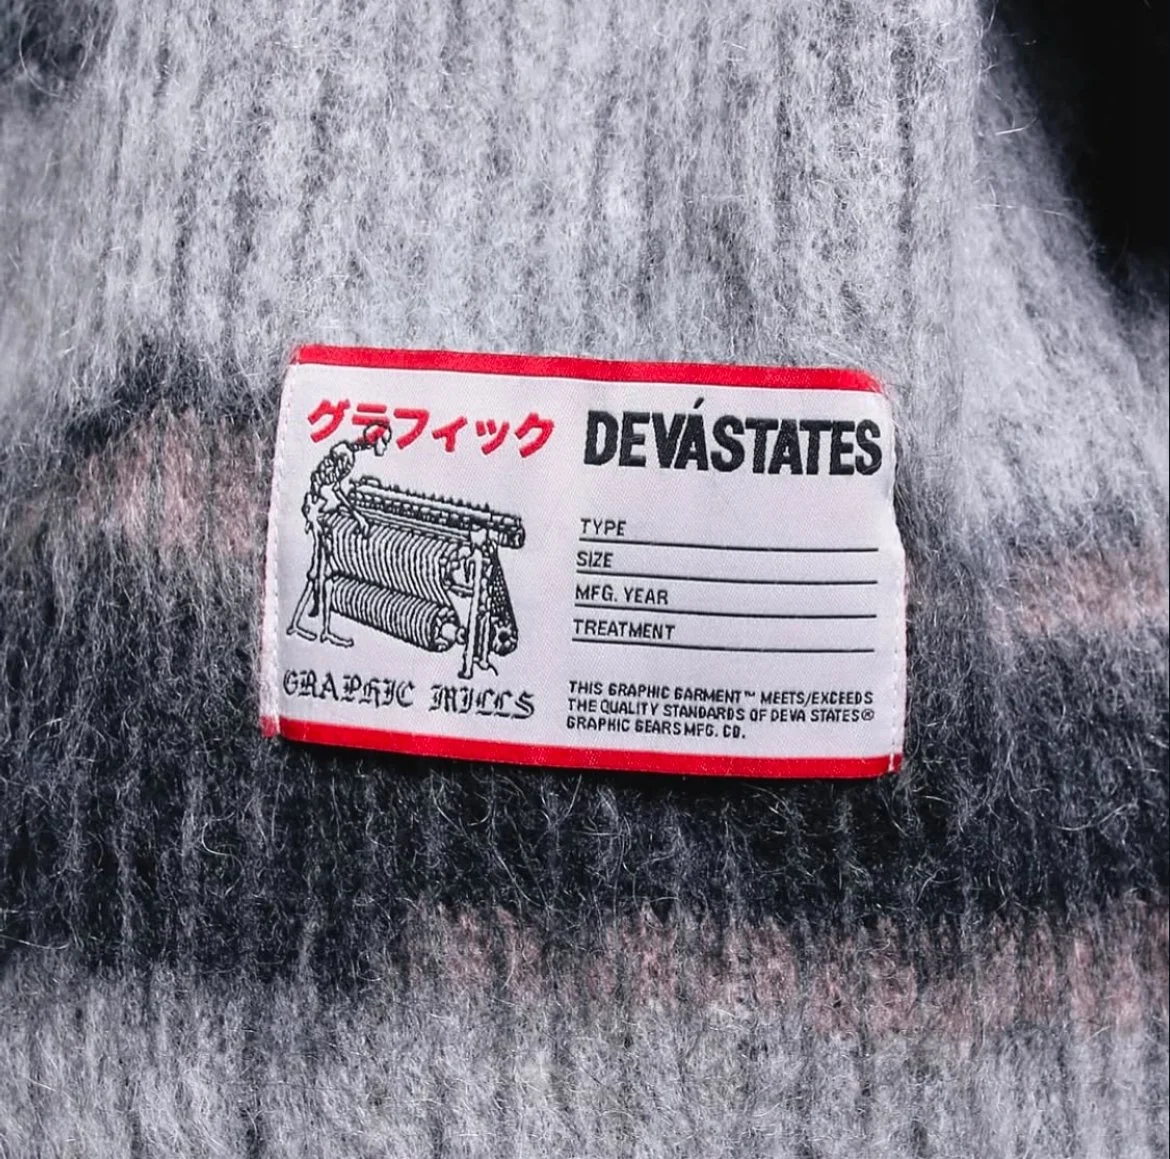 グラフィック
GRAPHIC MILLS
DEVÁSTATES
TYPE
SIZE
MFG. YEAR
TREATMENT
THIS GRAPHIC GARMENT™ MEETS/EXCEEDS
THE QUALITY STANDARDS OF DEVA STATES®
GRAPHIC GEARS MFG. CO.